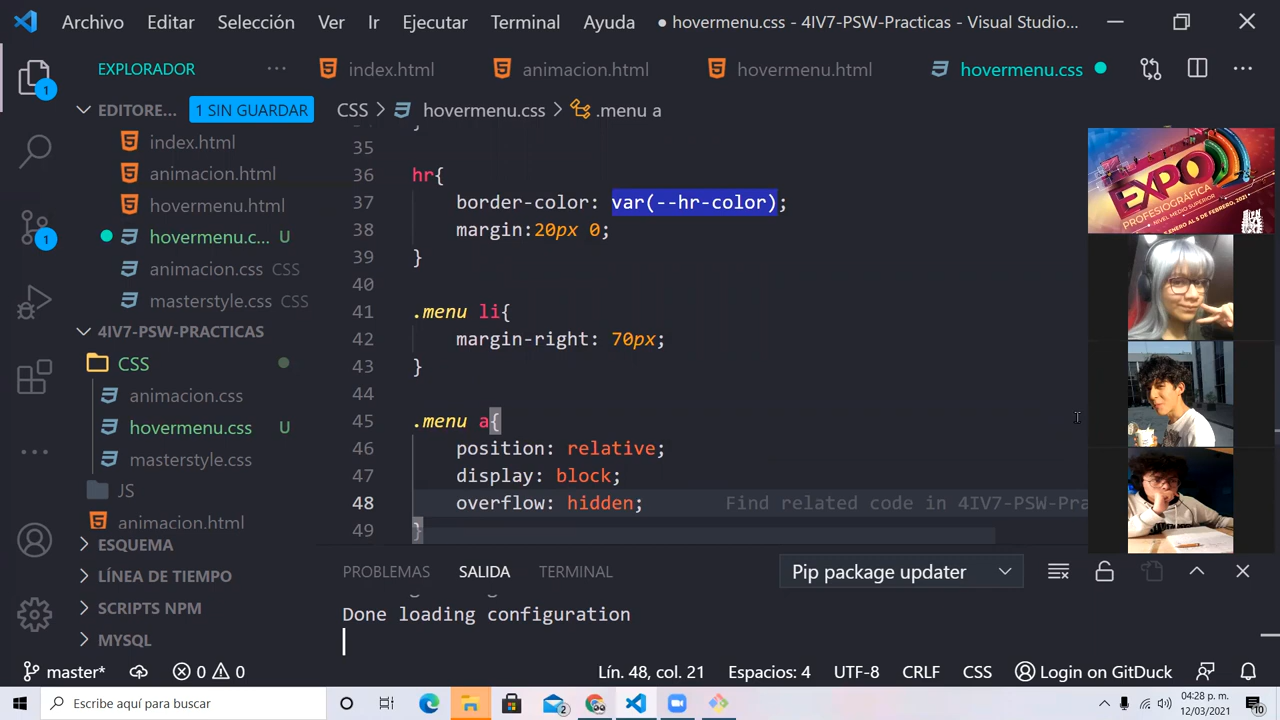 Archivo Editar Selección Ver Ir Ejecutar Terminal Ayuda ● hovermenu.css - 4IV7-PSW-Practicas - Visual Studio...
EXPLORADOR ...
index.html animacion.html hovermenu.html hovermenu.css ...
EDITORE... 1 SIN GUARDAR
index.html
animacion.html
hovermenu.html
hovermenu.c... U
animacion.css CSS
masterstyle.css CSS
4IV7-PSW-PRACTICAS
CSS
animacion.css
hovermenu.css U
masterstyle.css
JS
animacion.html
ESQUEMA
LÍNEA DE TIEMPO
SCRIPTS NPM
MYSQL
1
1
CSS > hovermenu.css > .menu a
35
36 hr{
37 border-color: var(--hr-color);
38 margin:20px 0;
39 }
40
41 .menu li{
42 margin-right: 70px;
43 }
44
45 .menu a{
46 position: relative;
47 display: block;
48 overflow: hidden; Find related code in 4IV7-PSW-Pra
49 }
EXPO
PROFESIOGRÁFICA
NIVEL MEDIO SUPERIOR
PROBLEMAS SALIDA TERMINAL Pip package updater
Done loading configuration
master* 0 0 Lín. 48, col. 21 Espacios: 4 UTF-8 CRLF CSS Login on GitDuck
Escribe aquí para buscar
2
04:28 p. m.
12/03/2021
10